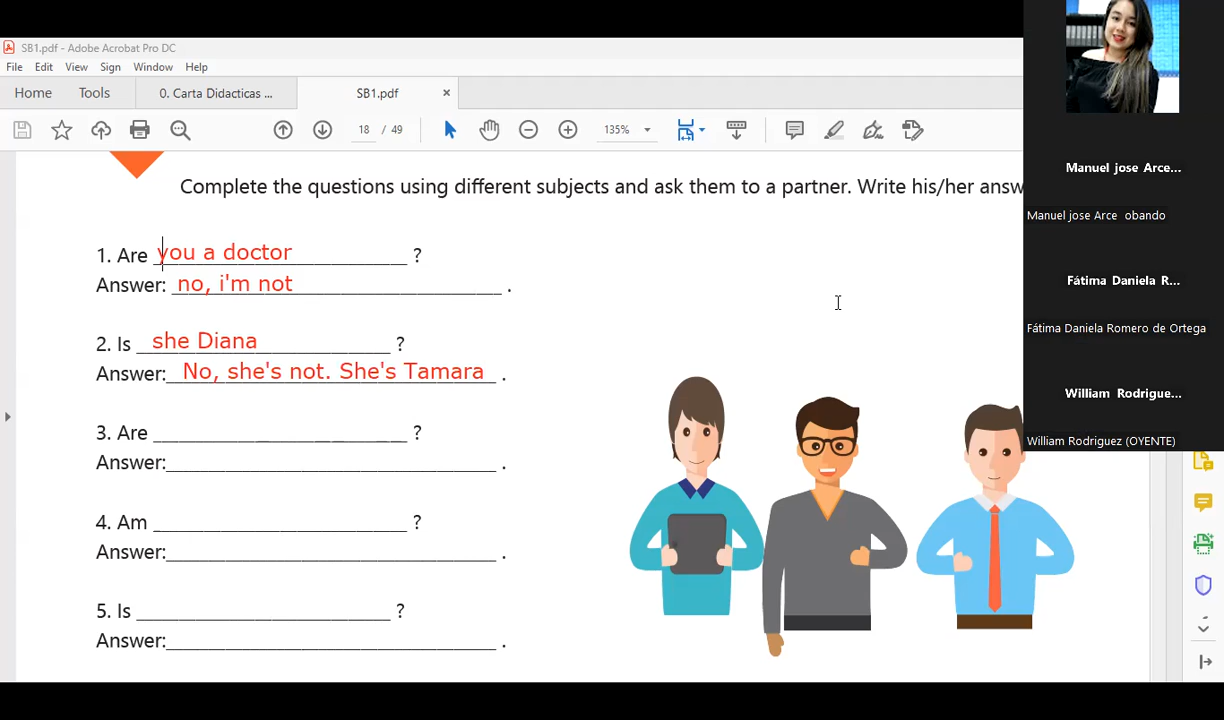 SB1.pdf - Adobe Acrobat Pro DC
File Edit View Sign Window Help
Home Tools 0. Carta Didacticas ... SB1.pdf ×
18 / 49 135%
Complete the questions using different subjects and ask them to a partner. Write his/her answ
1. Are you a doctor ?
Answer: no, i'm not .
2. Is she Diana ?
Answer: No, she's not. She's Tamara .
3. Are ?
Answer: .
4. Am ?
Answer: .
5. Is ?
Answer: .
Manuel jose Arce...
Manuel jose Arce obando
Fátima Daniela R...
Fátima Daniela Romero de Ortega
William Rodrigue...
William Rodriguez (OYENTE)